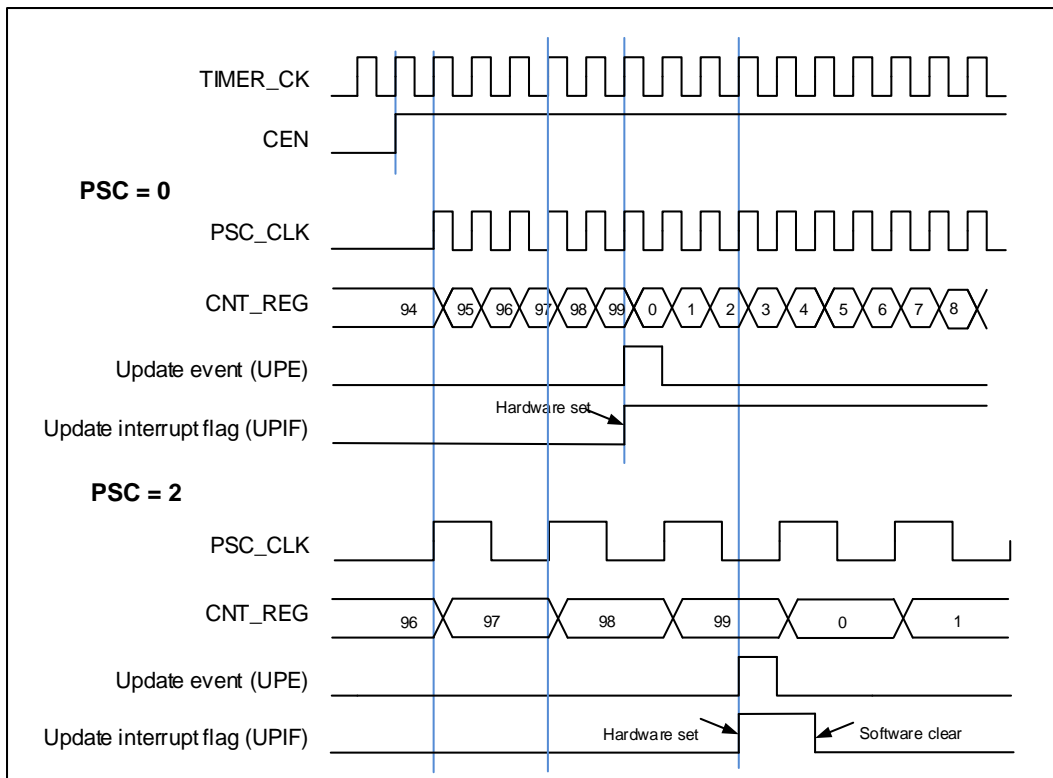 TIMER_CK
CEN
PSC = 0
PSC_CLK
CNT_REG 94 95 96 97 98 99 0 1 2 3 4 5 6 7 8
Update event (UPE)
Hardware set
Update interrupt flag (UPIF)
PSC = 2
PSC_CLK
CNT_REG 96 97 98 99 0 1
Update event (UPE)
Update interrupt flag (UPIF) Hardware set Software clear